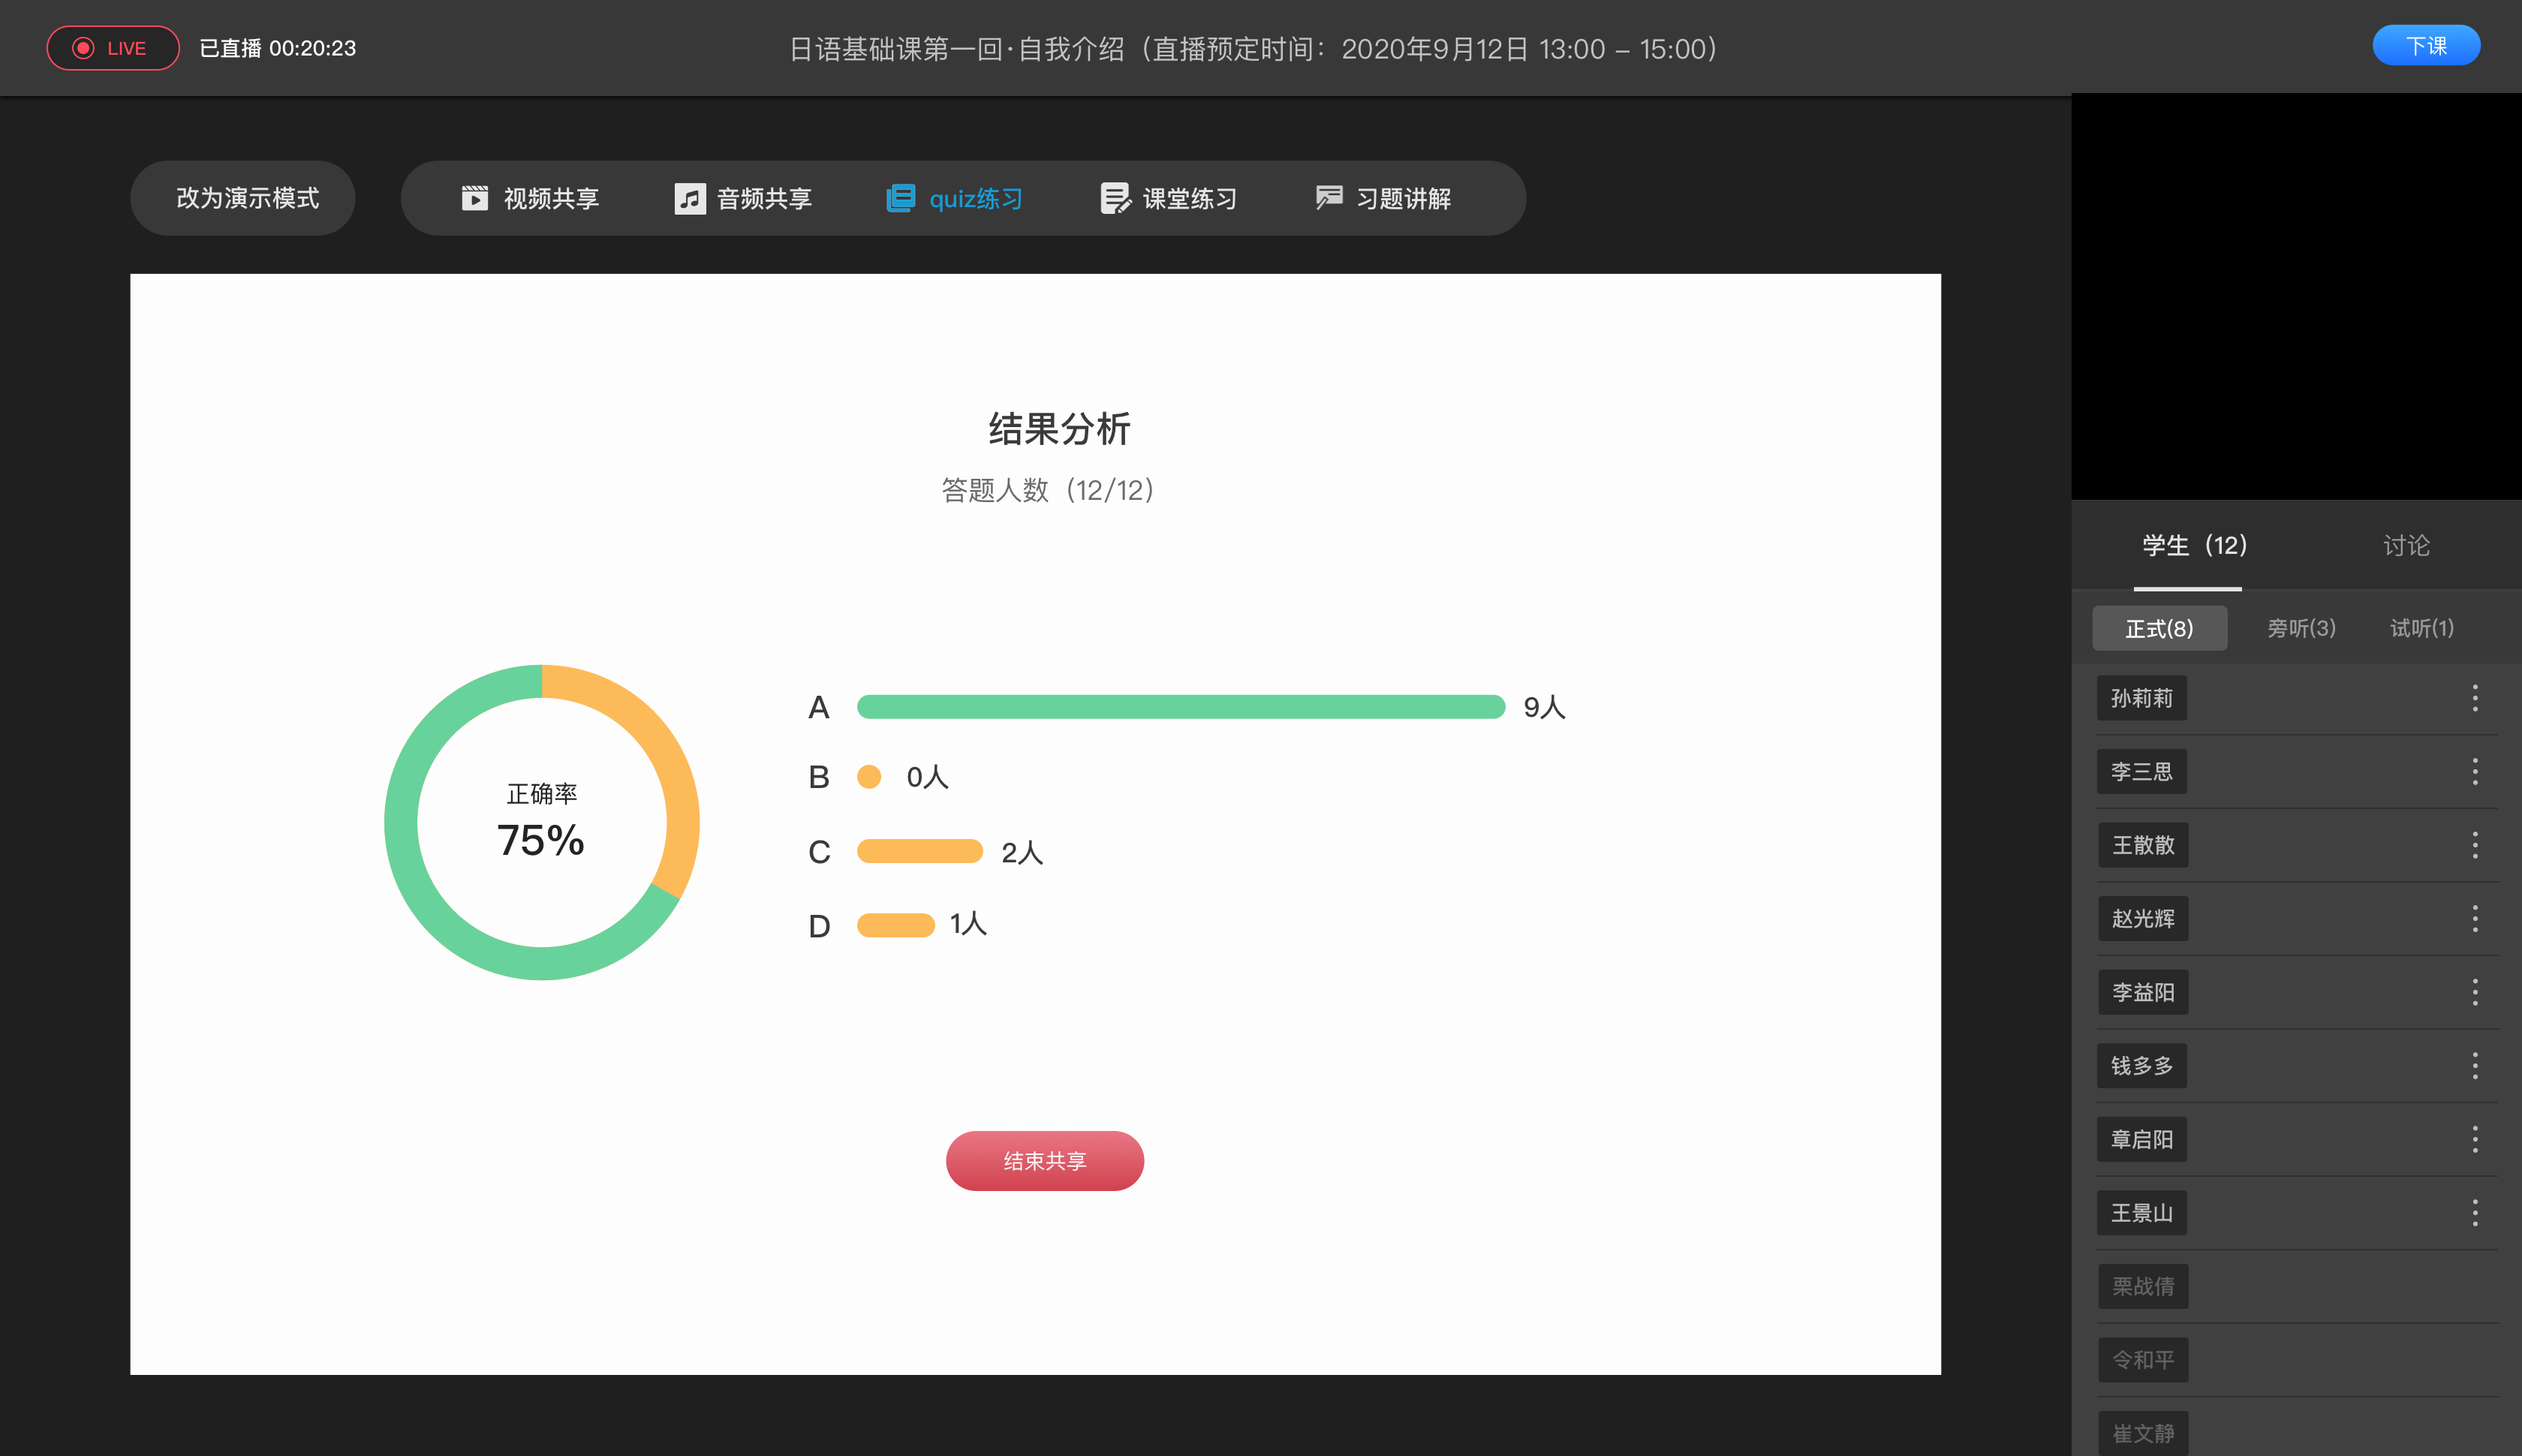 LIVE 已直播 00:20:23
日语基础课第一回·自我介绍（直播预定时间：2020年9月12日 13:00 – 15:00）
下课
改为演示模式
视频共享 音频共享 quiz练习 课堂练习 习题讲解
结果分析
答题人数（12/12）
正确率
75%
A 9人
B 0人
C 2人
D 1人
结束共享
学生（12） 讨论
正式(8) 旁听(3) 试听(1)
孙莉莉
李三思
王散散
赵光辉
李益阳
钱多多
章启阳
王景山
栗战倩
令和平
崔文静